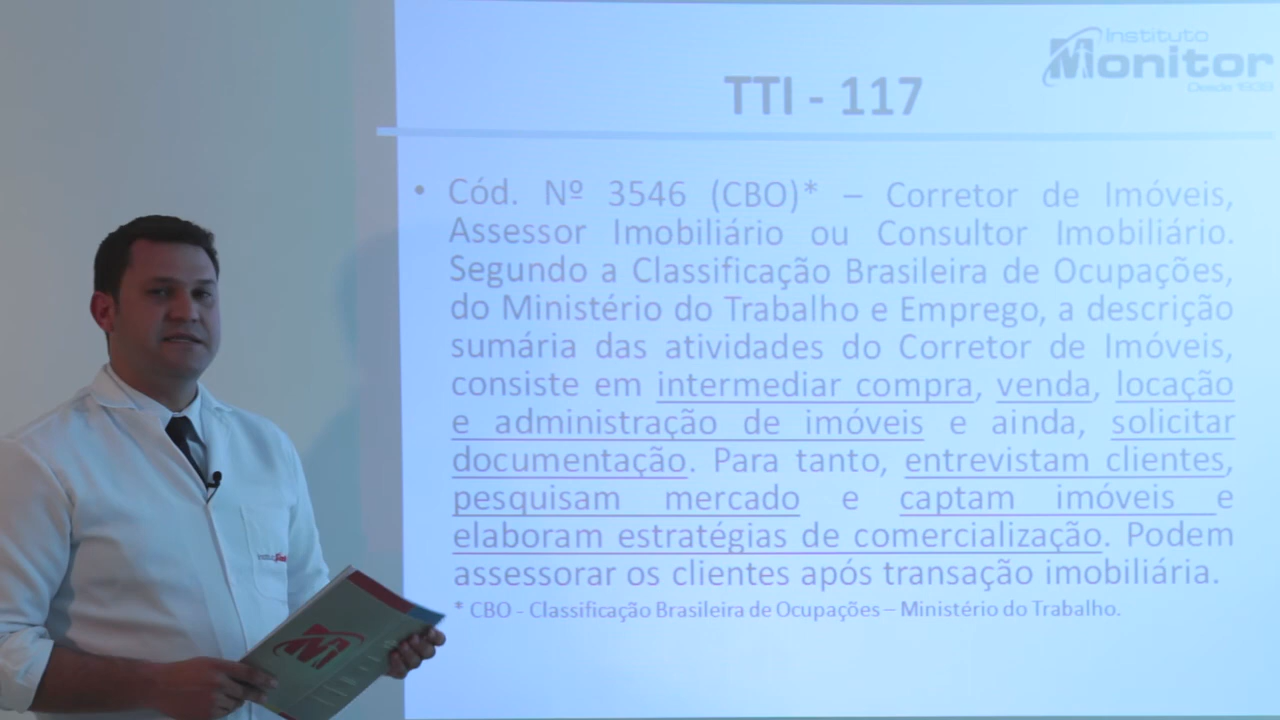 Instituto
Monitor
Desde 1939
TTI - 117
• Cód. Nº 3546 (CBO)* – Corretor de Imóveis,
Assessor Imobiliário ou Consultor Imobiliário.
Segundo a Classificação Brasileira de Ocupações,
do Ministério do Trabalho e Emprego, a descrição
sumária das atividades do Corretor de Imóveis,
consiste em intermediar compra, venda, locação
e administração de imóveis e ainda, solicitar
documentação. Para tanto, entrevistam clientes,
pesquisam mercado e captam imóveis e
elaboram estratégias de comercialização. Podem
assessorar os clientes após transação imobiliária.
* CBO - Classificação Brasileira de Ocupações – Ministério do Trabalho.